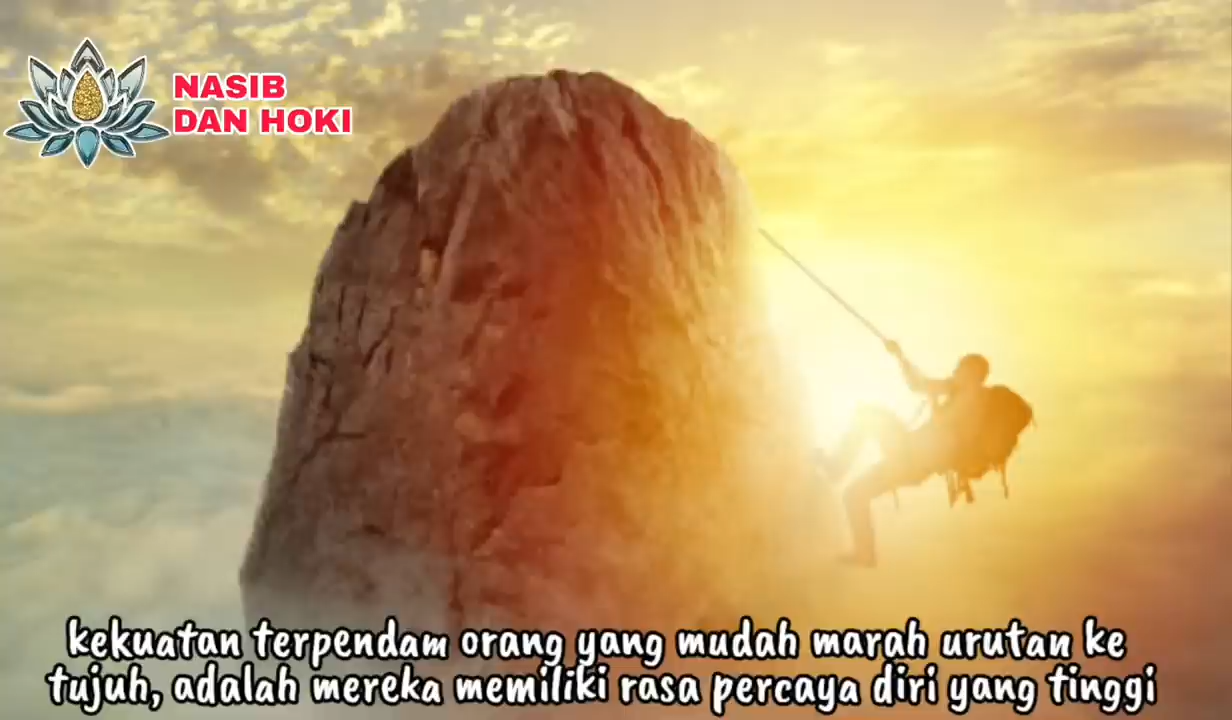 NASIB
DAN HOKI
kekuatan terpendam orang yang mudah marah urutan ke
tujuh, adalah mereka memiliki rasa percaya diri yang tinggi